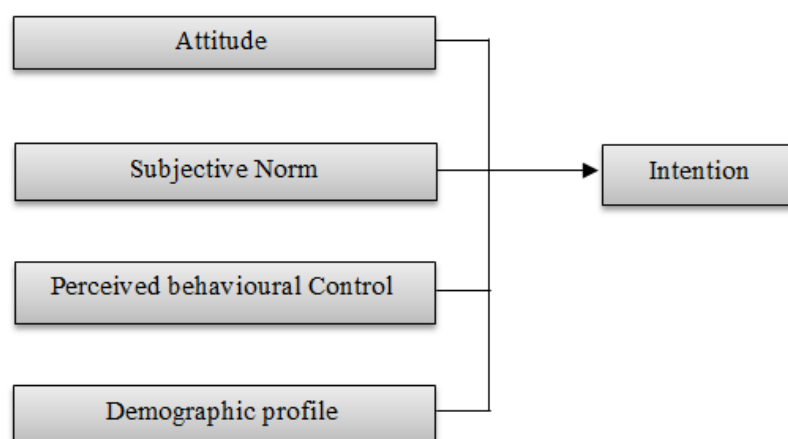 Attitude
Subjective Norm
Intention
Perceived behavioural Control
Demographic profile